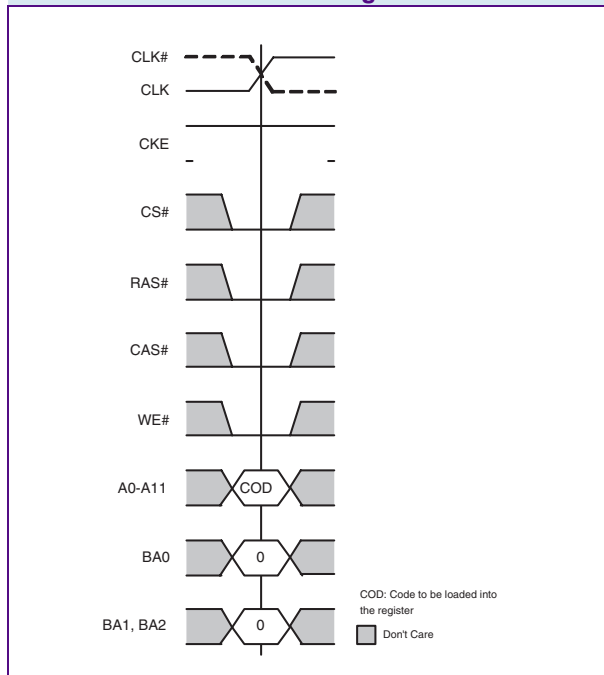 CLK#
CLK
CKE
CS#
RAS#
CAS#
WE#
A0-A11
COD
BA0
0
BA1, BA2
0
COD: Code to be loaded into
the register
Don't Care